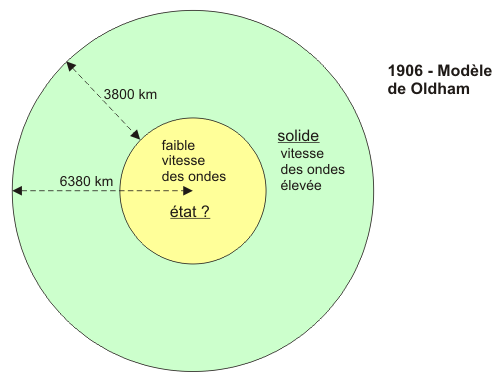 1906 - Modèle
de Oldham
3800 km
solide
vitesse
des ondes
élevée
faible
vitesse
des ondes
6380 km
état ?